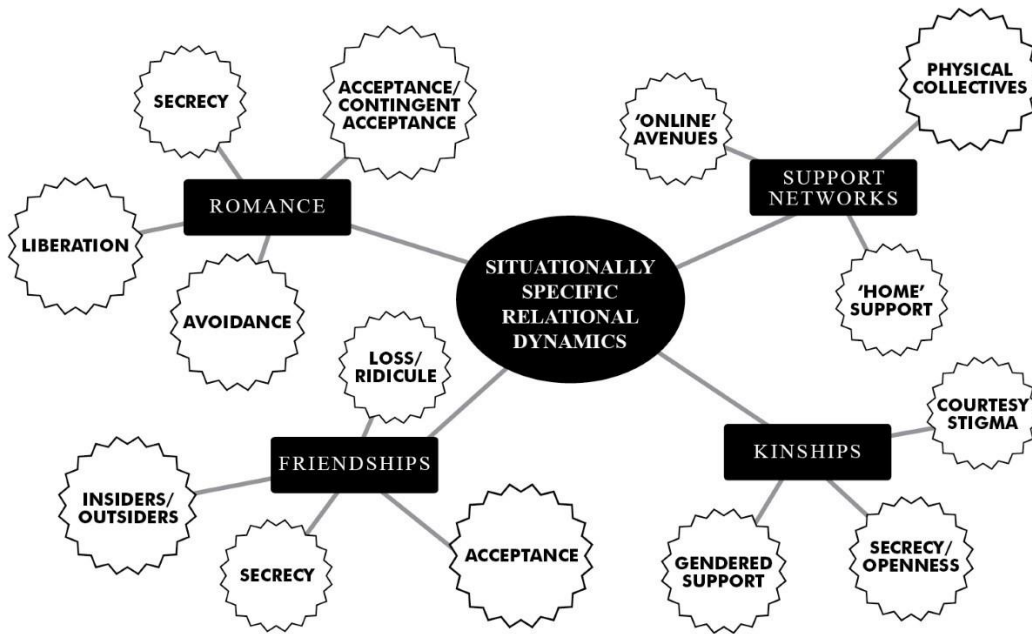 SECRECY
ACCEPTANCE/
CONTINGENT
ACCEPTANCE
ROMANCE
LIBERATION
AVOIDANCE
'ONLINE'
AVENUES
PHYSICAL
COLLECTIVES
SUPPORT
NETWORKS
'HOME'
SUPPORT
SITUATIONALLY
SPECIFIC
RELATIONAL
DYNAMICS
LOSS/
RIDICULE
FRIENDSHIPS
INSIDERS/
OUTSIDERS
SECRECY
ACCEPTANCE
COURTESY
STIGMA
KINSHIPS
GENDERED
SUPPORT
SECRECY/
OPENNESS